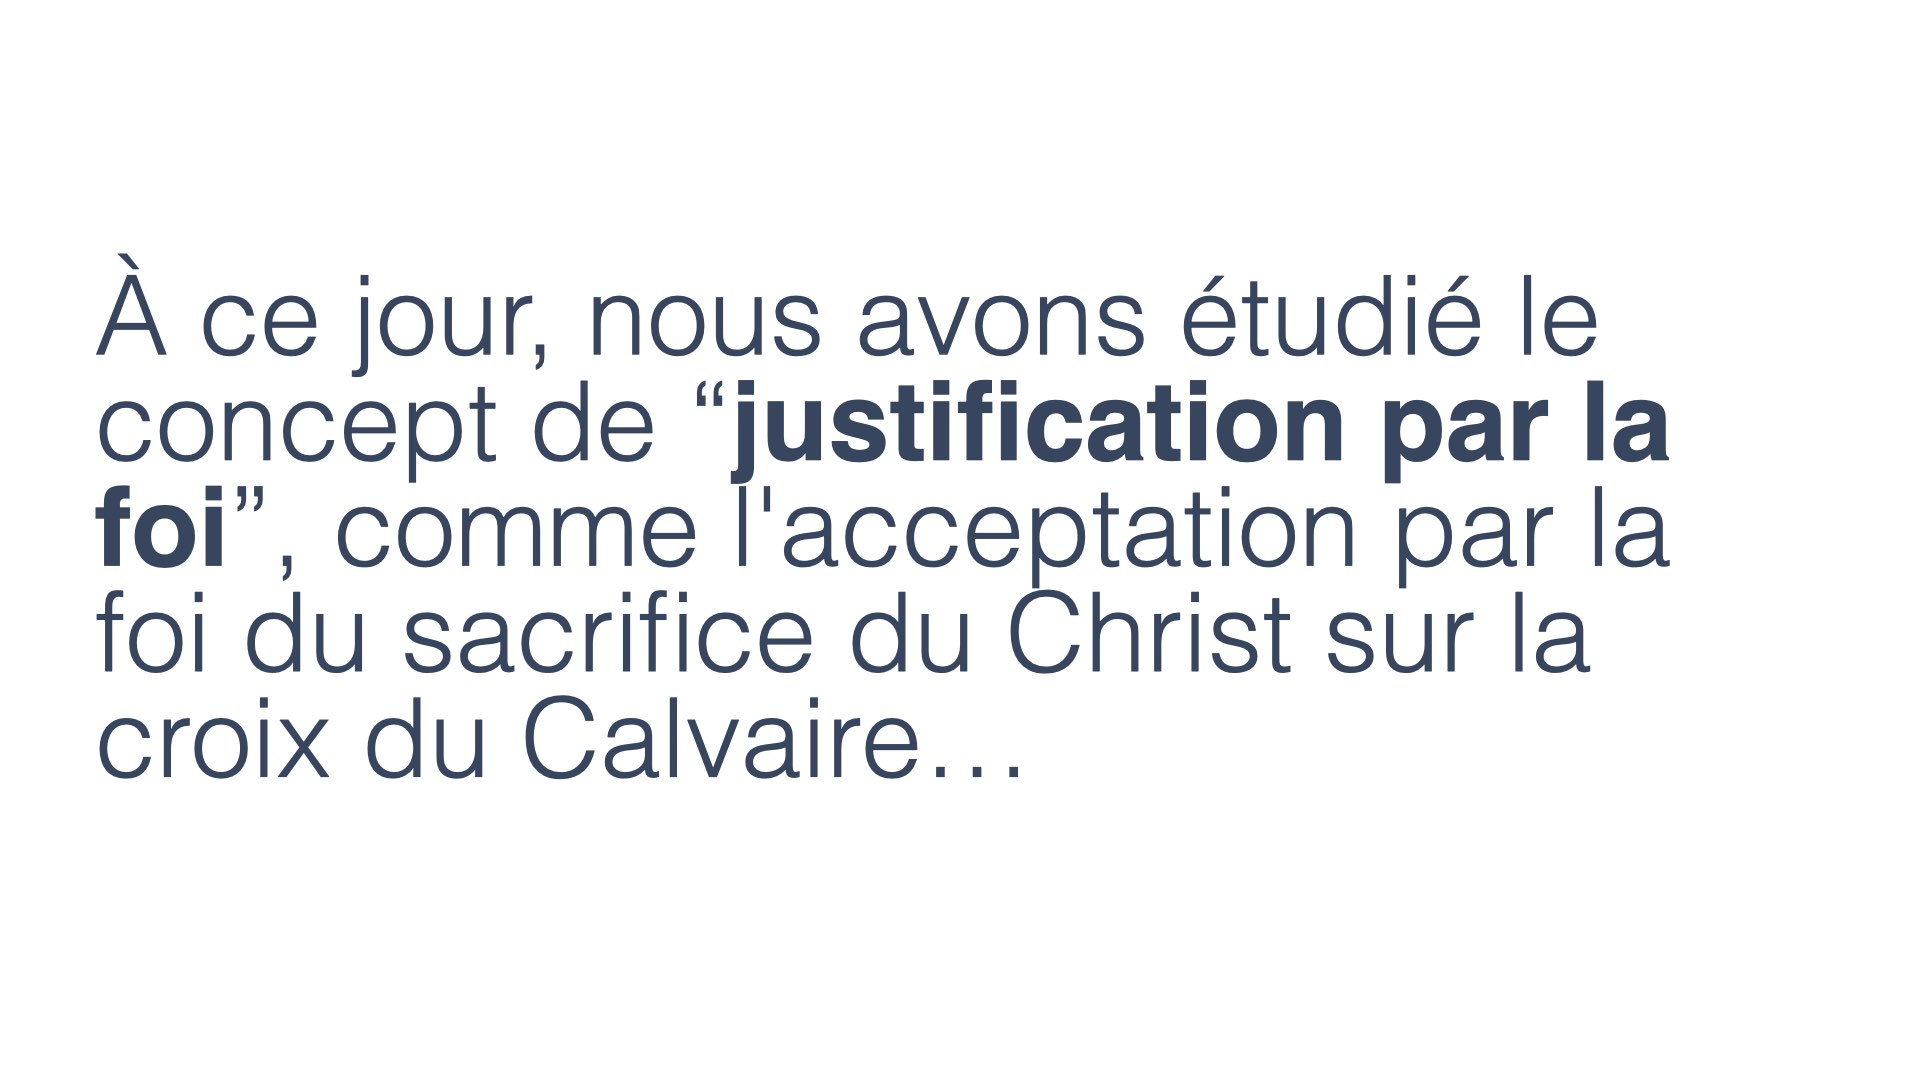 À ce jour, nous avons étudié le
concept de “justification par la
foi”, comme l'acceptation par la
foi du sacrifice du Christ sur la
croix du Calvaire…